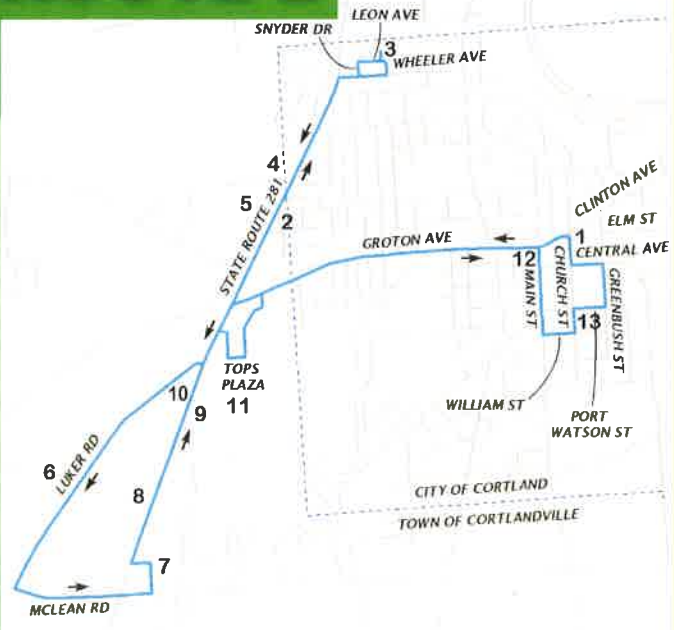 LEON AVE
SNYDER DR
3
WHEELER AVE
4
5
STATE ROUTE 281
2
CLINTON AVE
ELM ST
1
CENTRAL AVE
GROTON AVE
12
MAIN ST
CHURCH ST
GREENBUSH ST
13
TOPS
PLAZA
11
10
9
WILLIAM ST
PORT
WATSON ST
6
LUKER RD
8
CITY OF CORTLAND
TOWN OF CORTLANDVILLE
7
MCLEAN RD